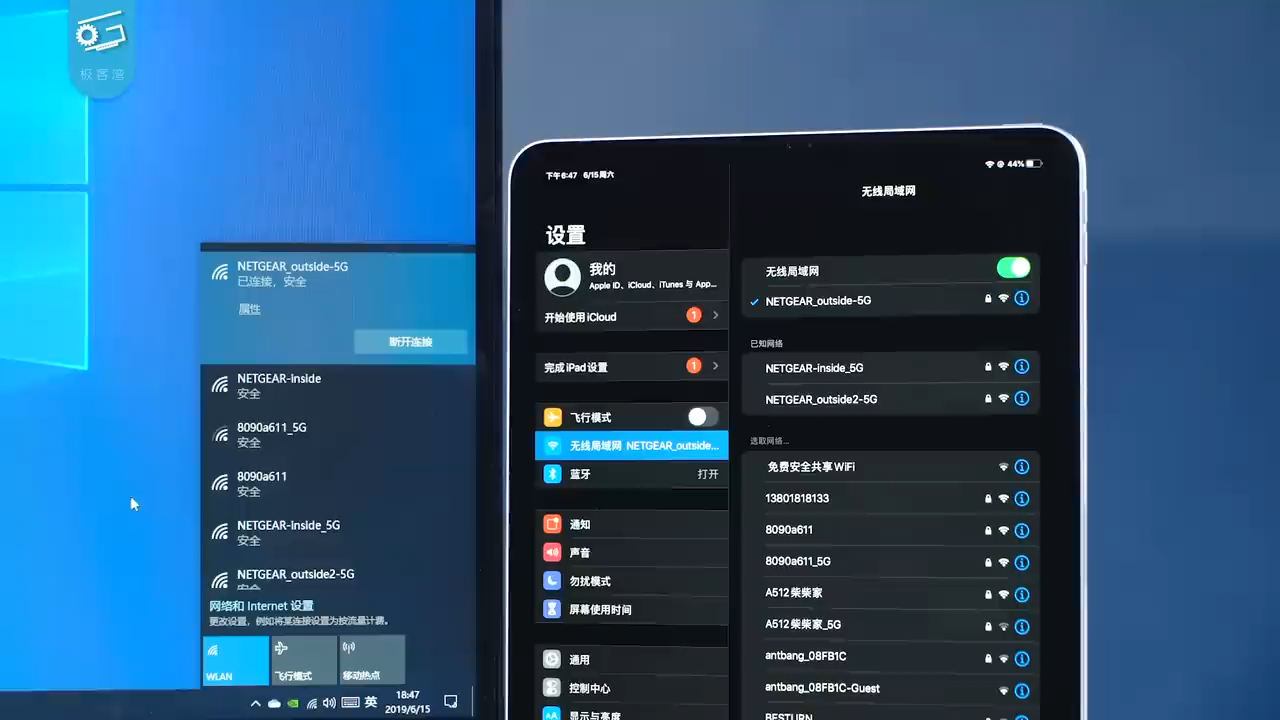 极客湾
NETGEAR_outside-5G
已连接，安全
属性
断开连接
NETGEAR-inside
安全
8090a611_5G
安全
8090a611
安全
NETGEAR-inside_5G
安全
NETGEAR_outside2-5G
安全
网络和 Internet 设置
更改设置，例如将某连接设置为按流量计费。
WLAN
飞行模式
移动热点
英
18:47
2019/6/15
下午6:47 6/15周六
44%
设置
我的
Apple ID、iCloud、iTunes 与 App...
开始使用 iCloud
1
完成 iPad 设置
1
飞行模式
无线局域网 NETGEAR_outside...
蓝牙
打开
通知
声音
勿扰模式
屏幕使用时间
通用
控制中心
AA
显示与亮度
无线局域网
无线局域网
NETGEAR_outside-5G
已知网络
NETGEAR-inside_5G
NETGEAR_outside2-5G
选取网络...
免费安全共享WiFi
13801818133
8090a611
8090a611_5G
A512柴柴家
A512柴柴家_5G
antbang_08FB1C
antbang_08FB1C-Guest
BESTURN